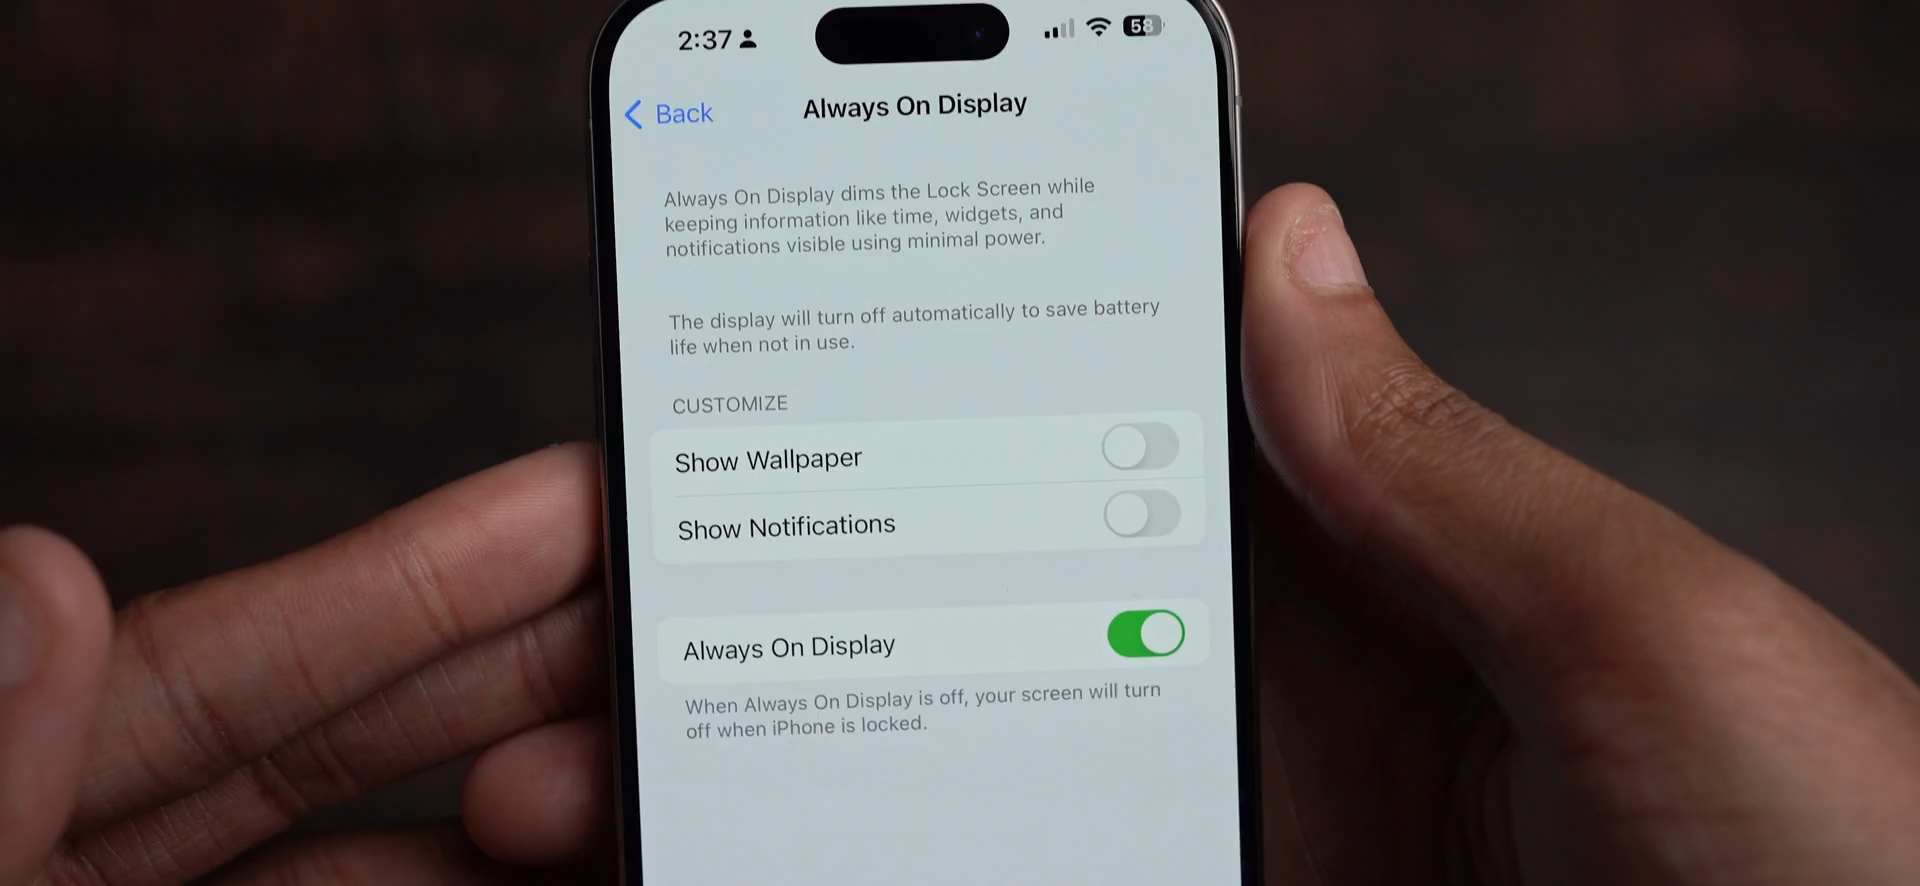 2:37
58
Back
Always On Display
Always On Display dims the Lock Screen while
keeping information like time, widgets, and
notifications visible using minimal power.
The display will turn off automatically to save battery
life when not in use.
CUSTOMIZE
Show Wallpaper
Show Notifications
Always On Display
When Always On Display is off, your screen will turn
off when iPhone is locked.